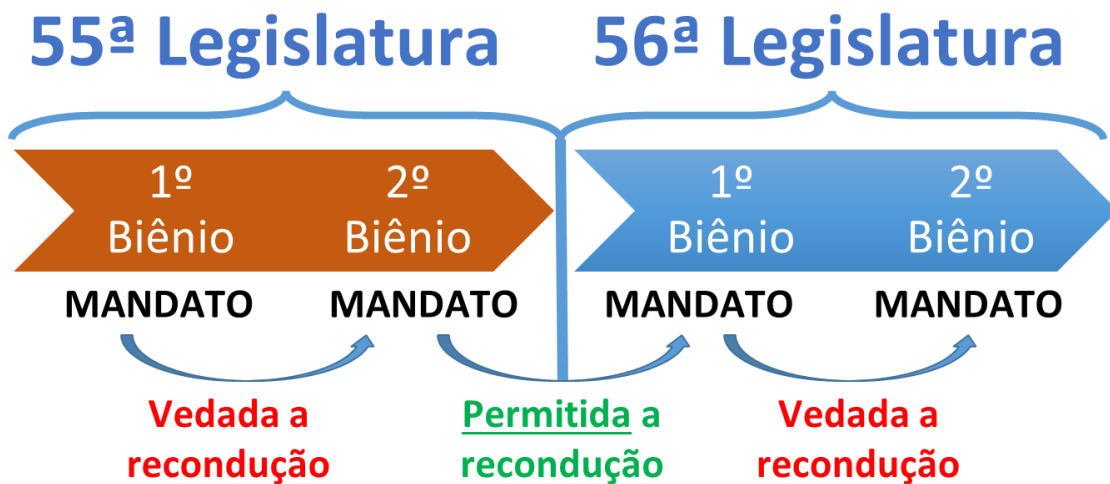 55ª Legislatura
56ª Legislatura
1º
Biênio
2º
Biênio
1º
Biênio
2º
Biênio
MANDATO
MANDATO
MANDATO
MANDATO
Vedada a
recondução
Permitida a
recondução
Vedada a
recondução